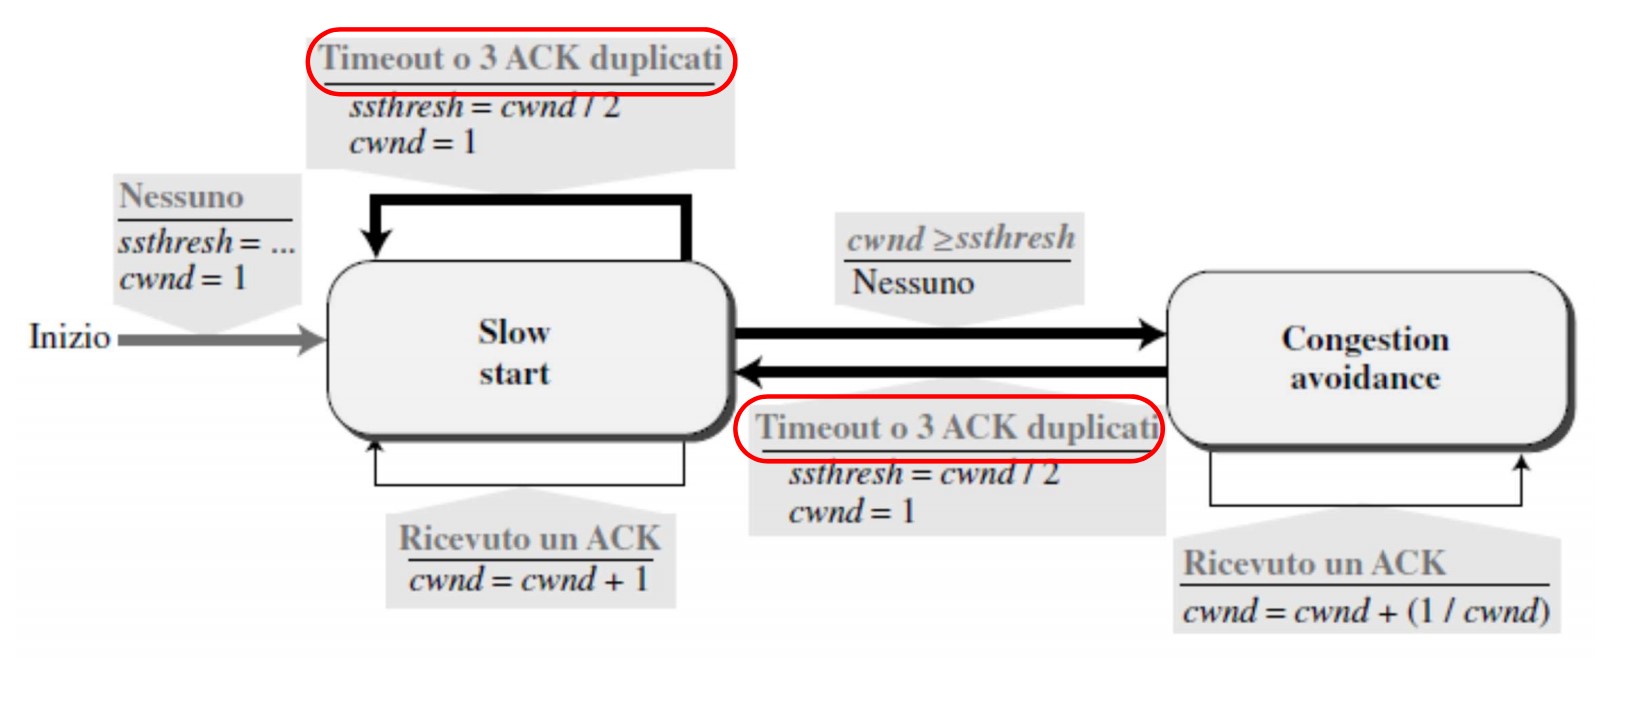 Timeout o 3 ACK duplicati
ssthresh = cwnd / 2
cwnd = 1
Nessuno
ssthresh = ...
cwnd = 1
cwnd ≥ssthresh
Nessuno
Inizio
Slow
start
Congestion
avoidance
Timeout o 3 ACK duplicati
ssthresh = cwnd / 2
cwnd = 1
Ricevuto un ACK
cwnd = cwnd + 1
Ricevuto un ACK
cwnd = cwnd + (1 / cwnd)